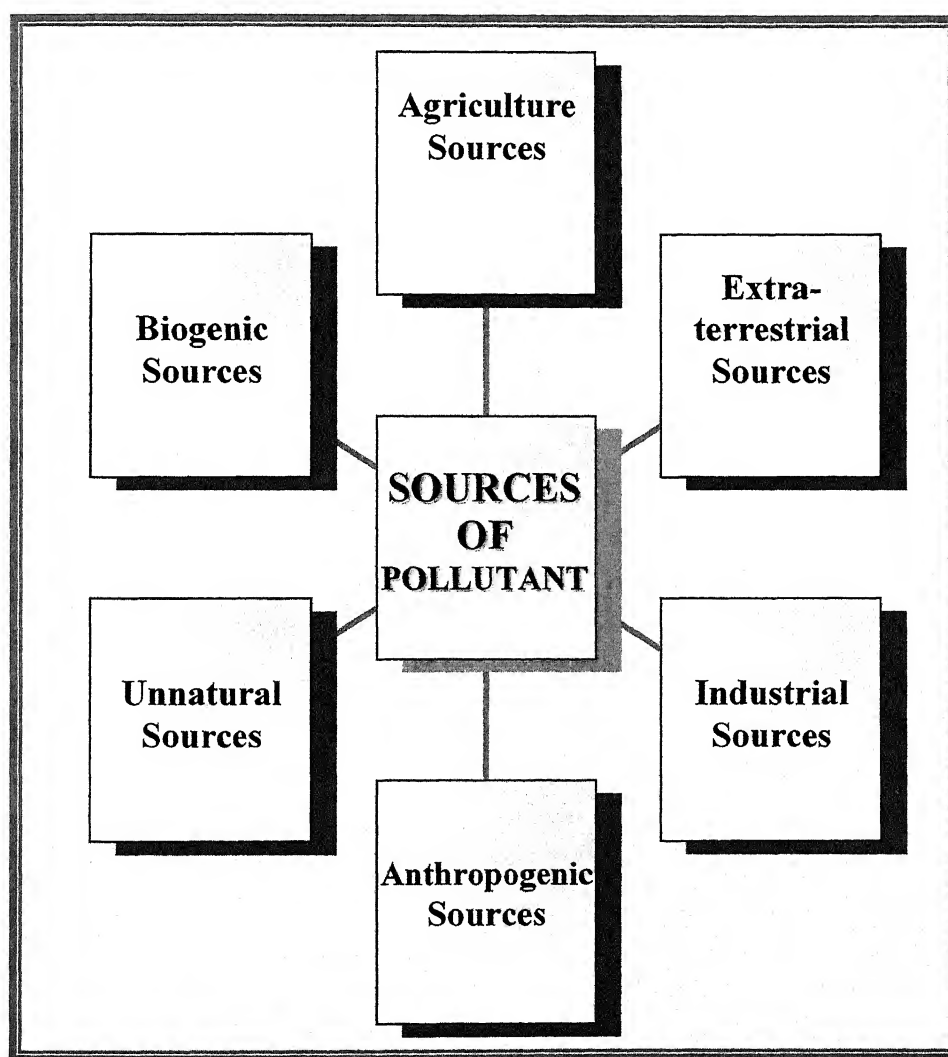 Agriculture
Sources
Biogenic
Sources
Extra-
terrestrial
Sources
SOURCES
OF
POLLUTANT
Unnatural
Sources
Industrial
Sources
Anthropogenic
Sources